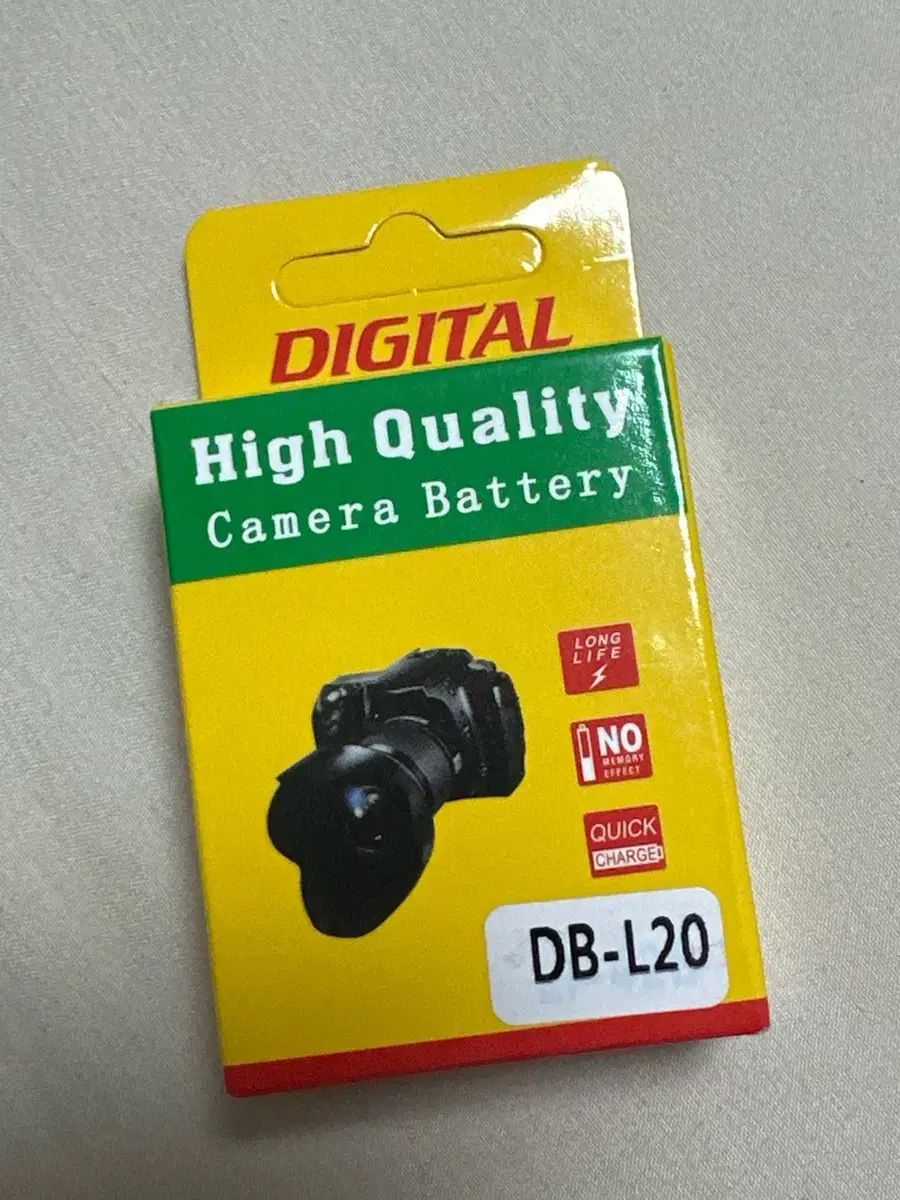 DIGITAL
High Quality
Camera Battery
LONG
LIFE
NO
MEMORY
EFFECT
QUICK
CHARGE
DB-L20